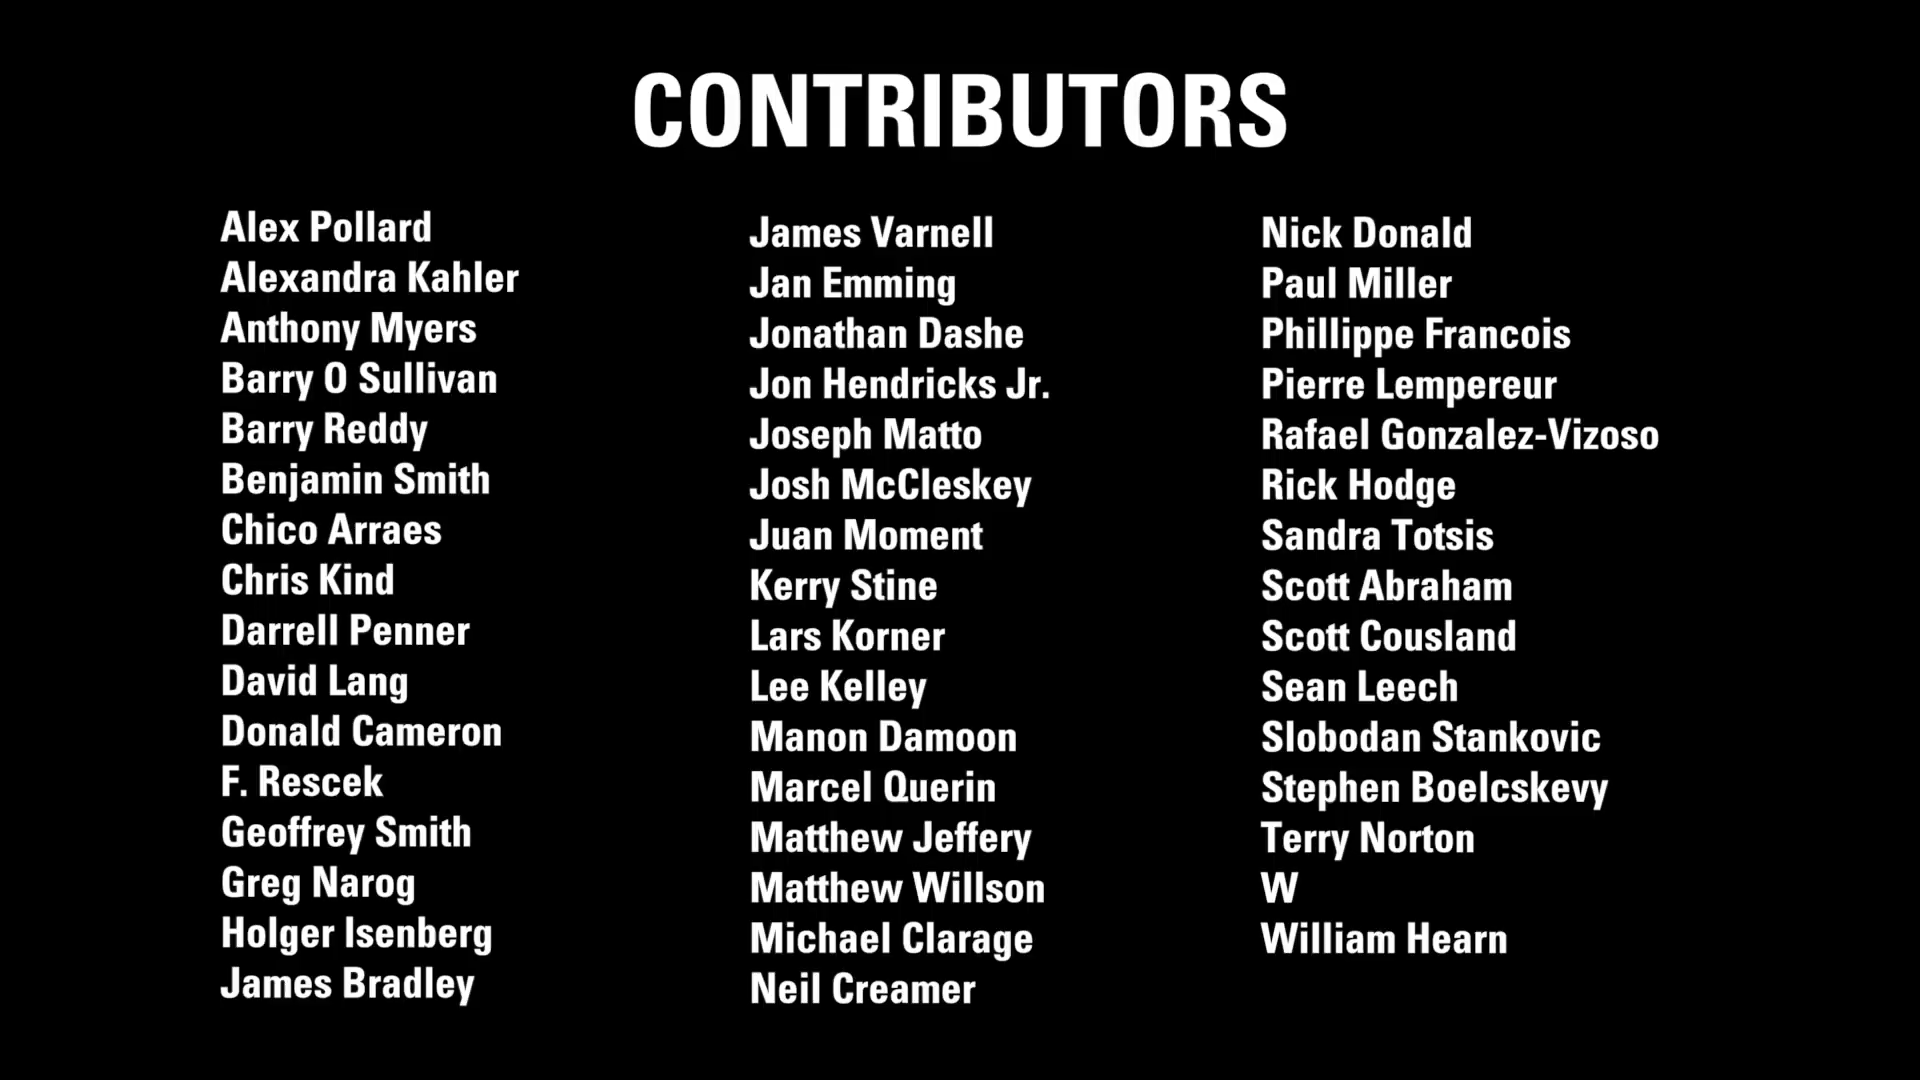 CONTRIBUTORS
Alex Pollard
Alexandra Kahler
Anthony Myers
Barry O Sullivan
Barry Reddy
Benjamin Smith
Chico Arraes
Chris Kind
Darrell Penner
David Lang
Donald Cameron
F. Rescek
Geoffrey Smith
Greg Narog
Holger Isenberg
James Bradley
James Varnell
Jan Emming
Jonathan Dashe
Jon Hendricks Jr.
Joseph Matto
Josh McCleskey
Juan Moment
Kerry Stine
Lars Korner
Lee Kelley
Manon Damoon
Marcel Querin
Matthew Jeffery
Matthew Willson
Michael Clarage
Neil Creamer
Nick Donald
Paul Miller
Phillippe Francois
Pierre Lempereur
Rafael Gonzalez-Vizoso
Rick Hodge
Sandra Totsis
Scott Abraham
Scott Cousland
Sean Leech
Slobodan Stankovic
Stephen Boelcskevy
Terry Norton
W
William Hearn